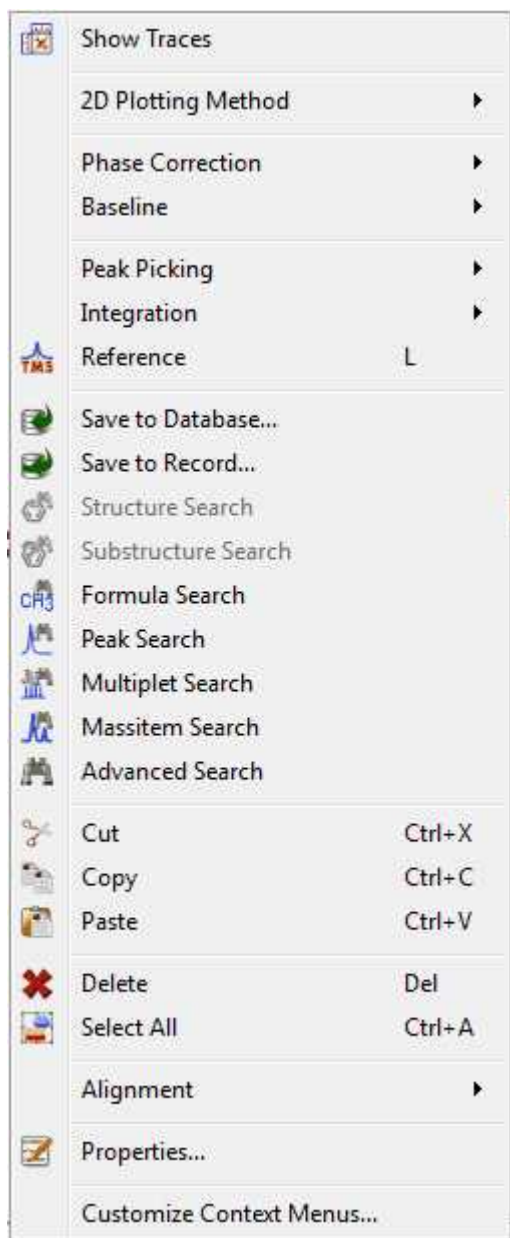 Show Traces
2D Plotting Method
Phase Correction
Baseline
Peak Picking
Integration
TMS Reference L
Save to Database...
Save to Record...
Structure Search
Substructure Search
CH3 Formula Search
Peak Search
Multiplet Search
Massitem Search
Advanced Search
Cut Ctrl+X
Copy Ctrl+C
Paste Ctrl+V
Delete Del
Select All Ctrl+A
Alignment
Properties...
Customize Context Menus...